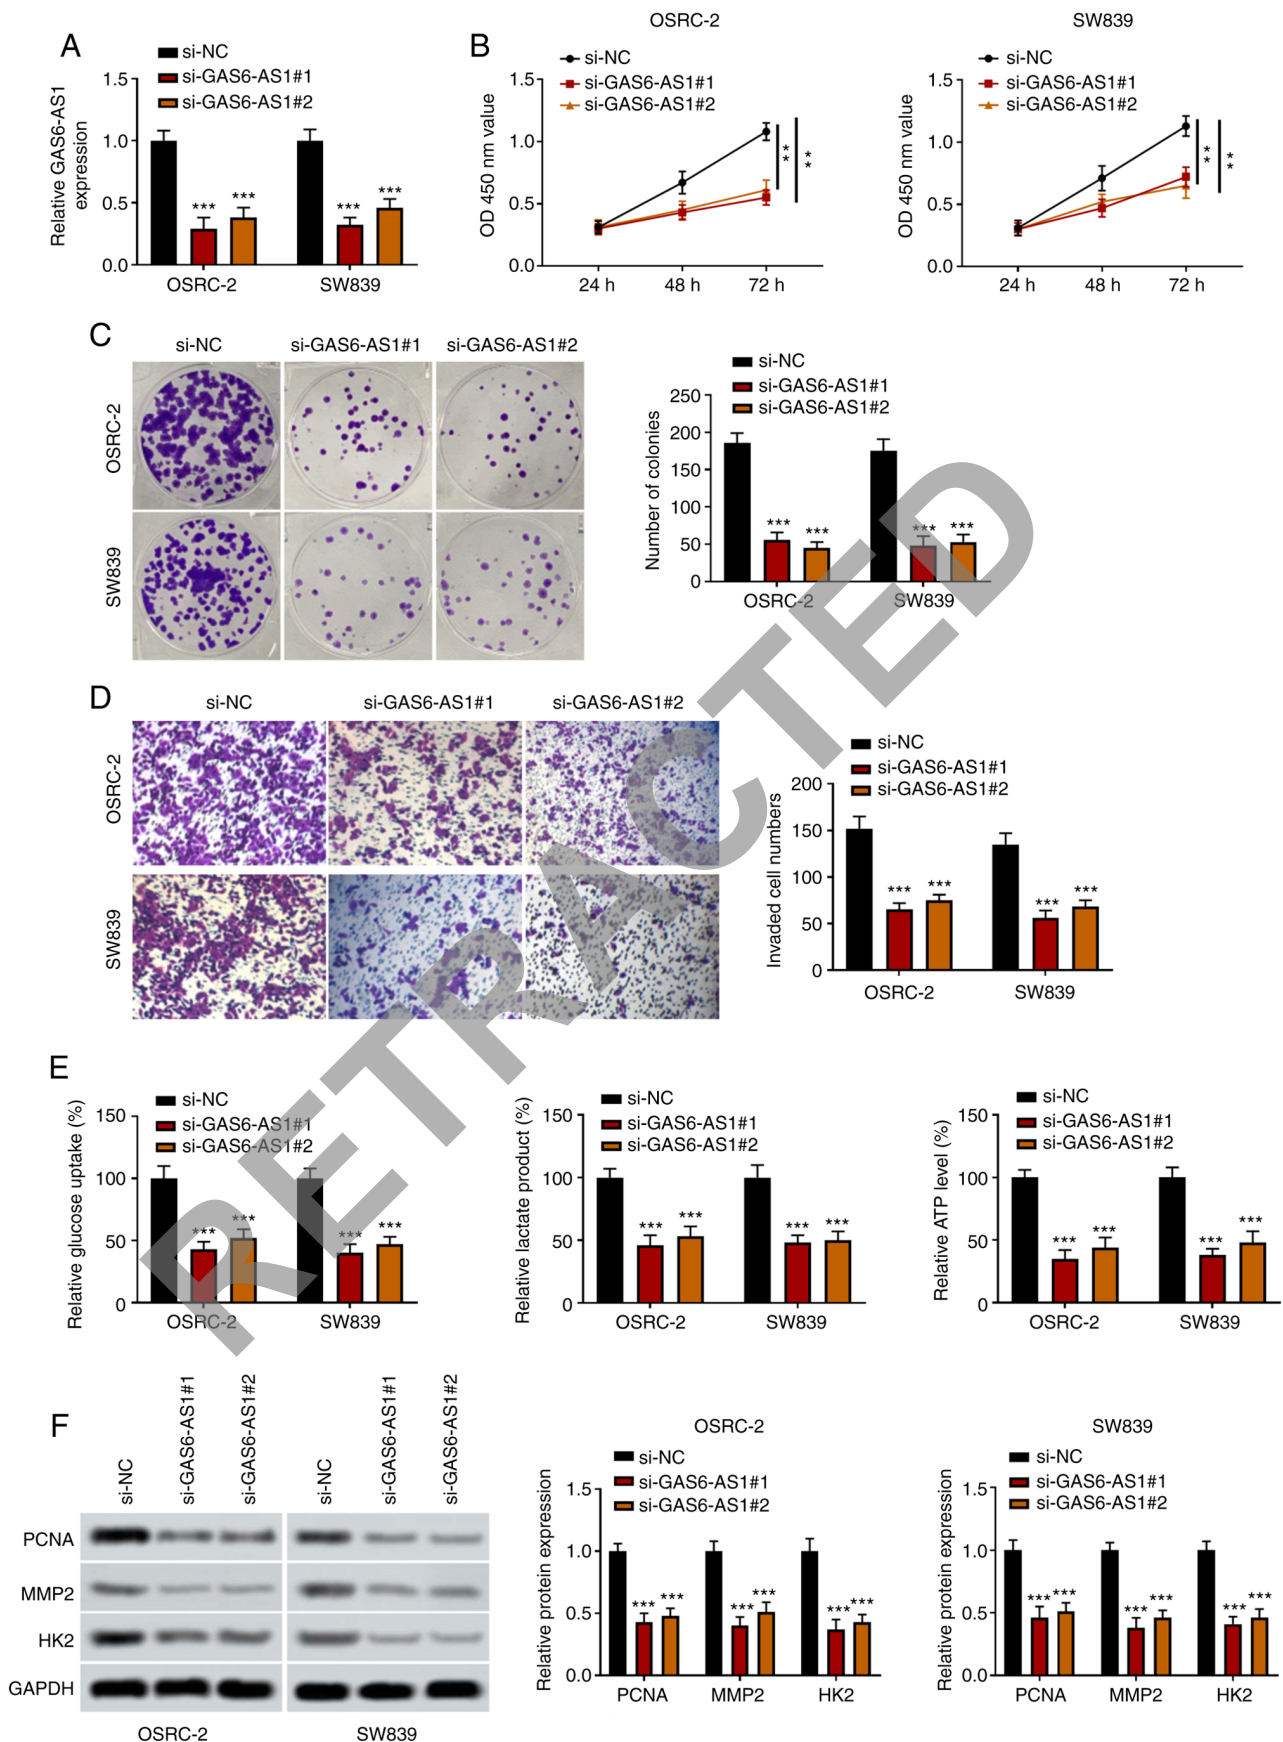 A
si-NC
si-GAS6-AS1#1
si-GAS6-AS1#2
Relative GAS6-AS1
expression
1.5
1.0
0.5
0.0
***
***
***
***
OSRC-2
SW839
B
OSRC-2
si-NC
si-GAS6-AS1#1
si-GAS6-AS1#2
OD 450 nm value
1.5
1.0
0.5
0.0
**
**
24 h
48 h
72 h
SW839
si-NC
si-GAS6-AS1#1
si-GAS6-AS1#2
OD 450 nm value
1.5
1.0
0.5
0.0
**
**
24 h
48 h
72 h
C
si-NC
si-GAS6-AS1#1
si-GAS6-AS1#2
OSRC-2
SW839
si-NC
si-GAS6-AS1#1
si-GAS6-AS1#2
Number of colonies
250
200
150
100
50
0
***
***
***
***
OSRC-2
SW839
D
si-NC
si-GAS6-AS1#1
si-GAS6-AS1#2
OSRC-2
SW839
si-NC
si-GAS6-AS1#1
si-GAS6-AS1#2
Invaded cell numbers
200
150
100
50
0
***
***
***
***
OSRC-2
SW839
E
si-NC
si-GAS6-AS1#1
si-GAS6-AS1#2
Relative glucose uptake (%)
150
100
50
0
***
***
***
***
OSRC-2
SW839
si-NC
si-GAS6-AS1#1
si-GAS6-AS1#2
Relative lactate product (%)
150
100
50
0
***
***
***
***
OSRC-2
SW839
si-NC
si-GAS6-AS1#1
si-GAS6-AS1#2
Relative ATP level (%)
150
100
50
0
***
***
***
***
OSRC-2
SW839
F
si-NC
si-GAS6-AS1#1
si-GAS6-AS1#2
si-NC
si-GAS6-AS1#1
si-GAS6-AS1#2
PCNA
MMP2
HK2
GAPDH
OSRC-2
SW839
OSRC-2
si-NC
si-GAS6-AS1#1
si-GAS6-AS1#2
Relative protein expression
1.5
1.0
0.5
0.0
***
***
***
***
***
***
PCNA
MMP2
HK2
SW839
si-NC
si-GAS6-AS1#1
si-GAS6-AS1#2
Relative protein expression
1.5
1.0
0.5
0.0
***
***
***
***
***
***
PCNA
MMP2
HK2
RETRACTED